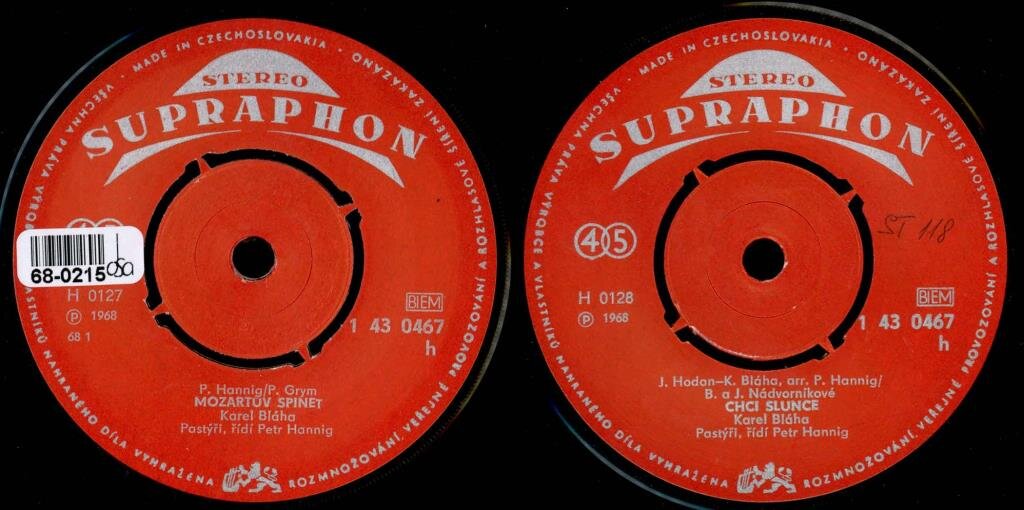 MADE IN CZECHOSLOVAKIA · NAHRANÉHO DÍLA VYHRAŽENA
ROZMNOŽOVÁNÍ, VEŘEJNÉ PROVOZOVÁNÍ A ROZHLASOVÉ ŠÍŘENÍ ZAKÁZÁNO ·
VŠECHNA PRÁVA
STEREO
SUPRAPHON
68-0215
osa
H 0127
℗ 1968
68 1
BIEM
1 43 0467
h
P. Hannig/P. Grym
MOZARTŮV SPINET
Karel Bláha
Pastýři, řídí Petr Hannig
MADE IN CZECHOSLOVAKIA ·
ROZMNOŽOVÁNÍ, VEŘEJNÉ PROVOZOVÁNÍ A ROZHLASOVÉ ŠÍŘENÍ ZAKÁZÁNO ·
VŠECHNA PRÁVA VÝROBCE A VLASTNÍKŮ NAHRANÉHO DÍLA VYHRAŽENA
STEREO
SUPRAPHON
45
ST 118
H 0128
℗ 1968
BIEM
1 43 0467
h
J. Hodan—K. Bláha, arr. P. Hannig/
B. a J. Nádvorníkové
CHCI SLUNCE
Karel Bláha
Pastýři, řídí Petr Hannig